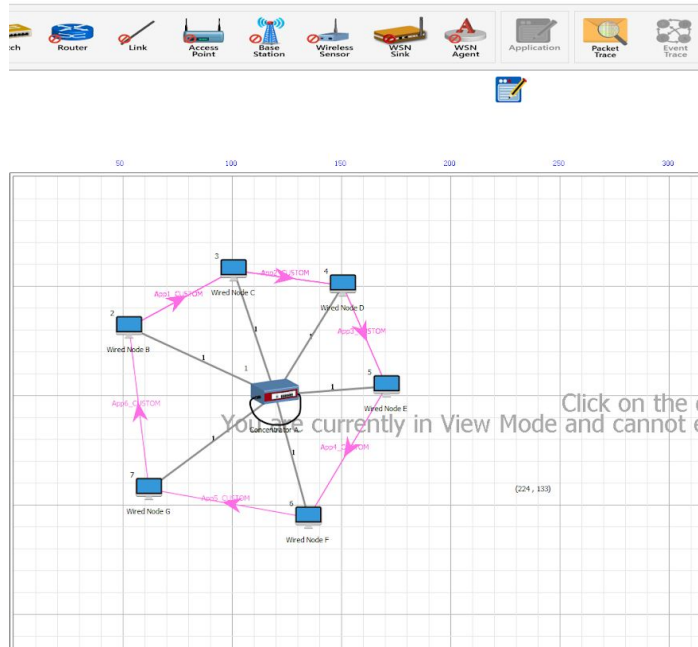 ch
Router
Link
Access
Point
Base
Station
Wireless
Sensor
WSN
Sink
WSN
Agent
Application
Packet
Trace
Event
Trace
50
100
150
200
250
300
3
Wired Node C
App2_CUSTOM
4
Wired Node D
App1_CUSTOM
2
Wired Node B
App3_CUSTOM
1
1
1
1
1
5
Wired Node E
1
Concentrator A
App6_CUSTOM
Click on the
You are currently in View Mode and cannot e
1
1
App4_CUSTOM
7
Wired Node G
App5_CUSTOM
6
Wired Node F
(224 , 133)